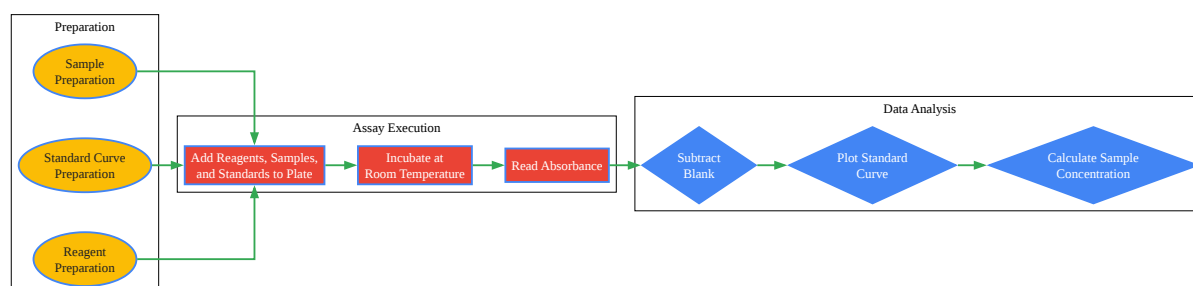 Preparation
Sample
Preparation
Standard Curve
Preparation
Reagent
Preparation
Assay Execution
Add Reagents, Samples,
and Standards to Plate
Incubate at
Room Temperature
Read Absorbance
Data Analysis
Subtract
Blank
Plot Standard
Curve
Calculate Sample
Concentration